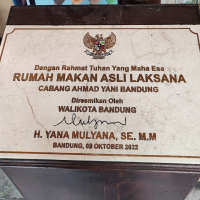 Dengan Rahmat Tuhan Yang Maha Esa
RUMAH MAKAN ASLI LAKSANA
CABANG AHMAD YANI BANDUNG
Diresmikan Oleh
WALIKOTA BANDUNG
H. YANA MULYANA, SE. M.M
BANDUNG, 09 OKTOBER 2022